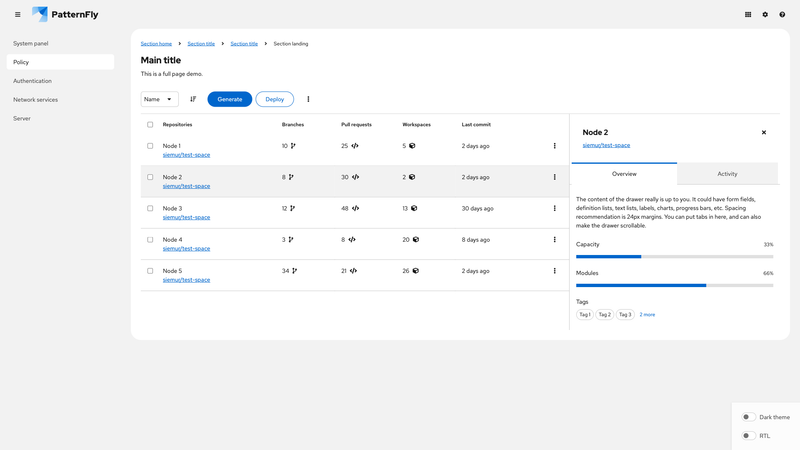 PatternFly
System panel
Policy
Authentication
Network services
Server
Section home Section title Section title Section landing
Main title
This is a full page demo.
Name Generate Deploy
Repositories Branches Pull requests Workspaces Last commit
Node 1 10 25 5 2 days ago
siemur/test-space
Node 2 8 30 2 2 days ago
siemur/test-space
Node 3 12 48 13 30 days ago
siemur/test-space
Node 4 3 8 20 8 days ago
siemur/test-space
Node 5 34 21 26 2 days ago
siemur/test-space
Node 2
siemur/test-space
Overview Activity
The content of the drawer really is up to you. It could have form fields,
definition lists, text lists, labels, charts, progress bars, etc. Spacing
recommendation is 24px margins. You can put tabs in here, and can also
make the drawer scrollable.
Capacity 33%
Modules 66%
Tags
Tag 1 Tag 2 Tag 3 2 more
Dark theme
RTL